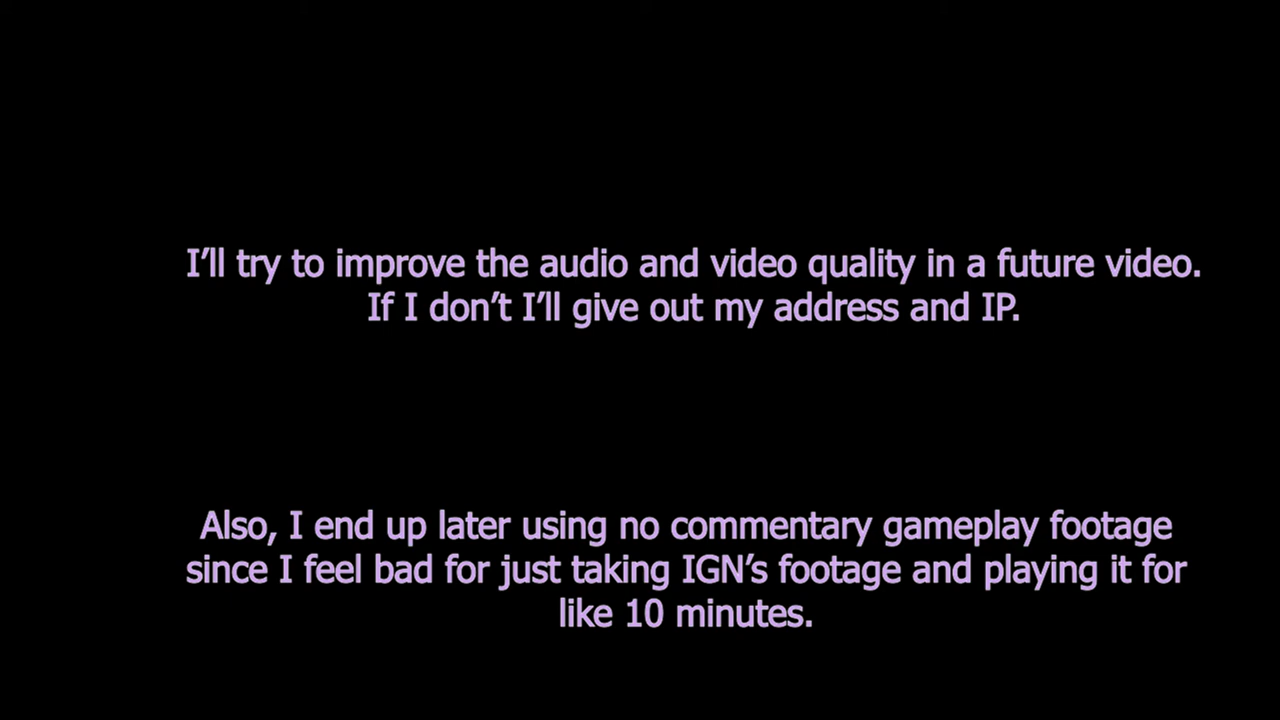 I’ll try to improve the audio and video quality in a future video.
If I don’t I’ll give out my address and IP.
Also, I end up later using no commentary gameplay footage
since I feel bad for just taking IGN’s footage and playing it for
like 10 minutes.